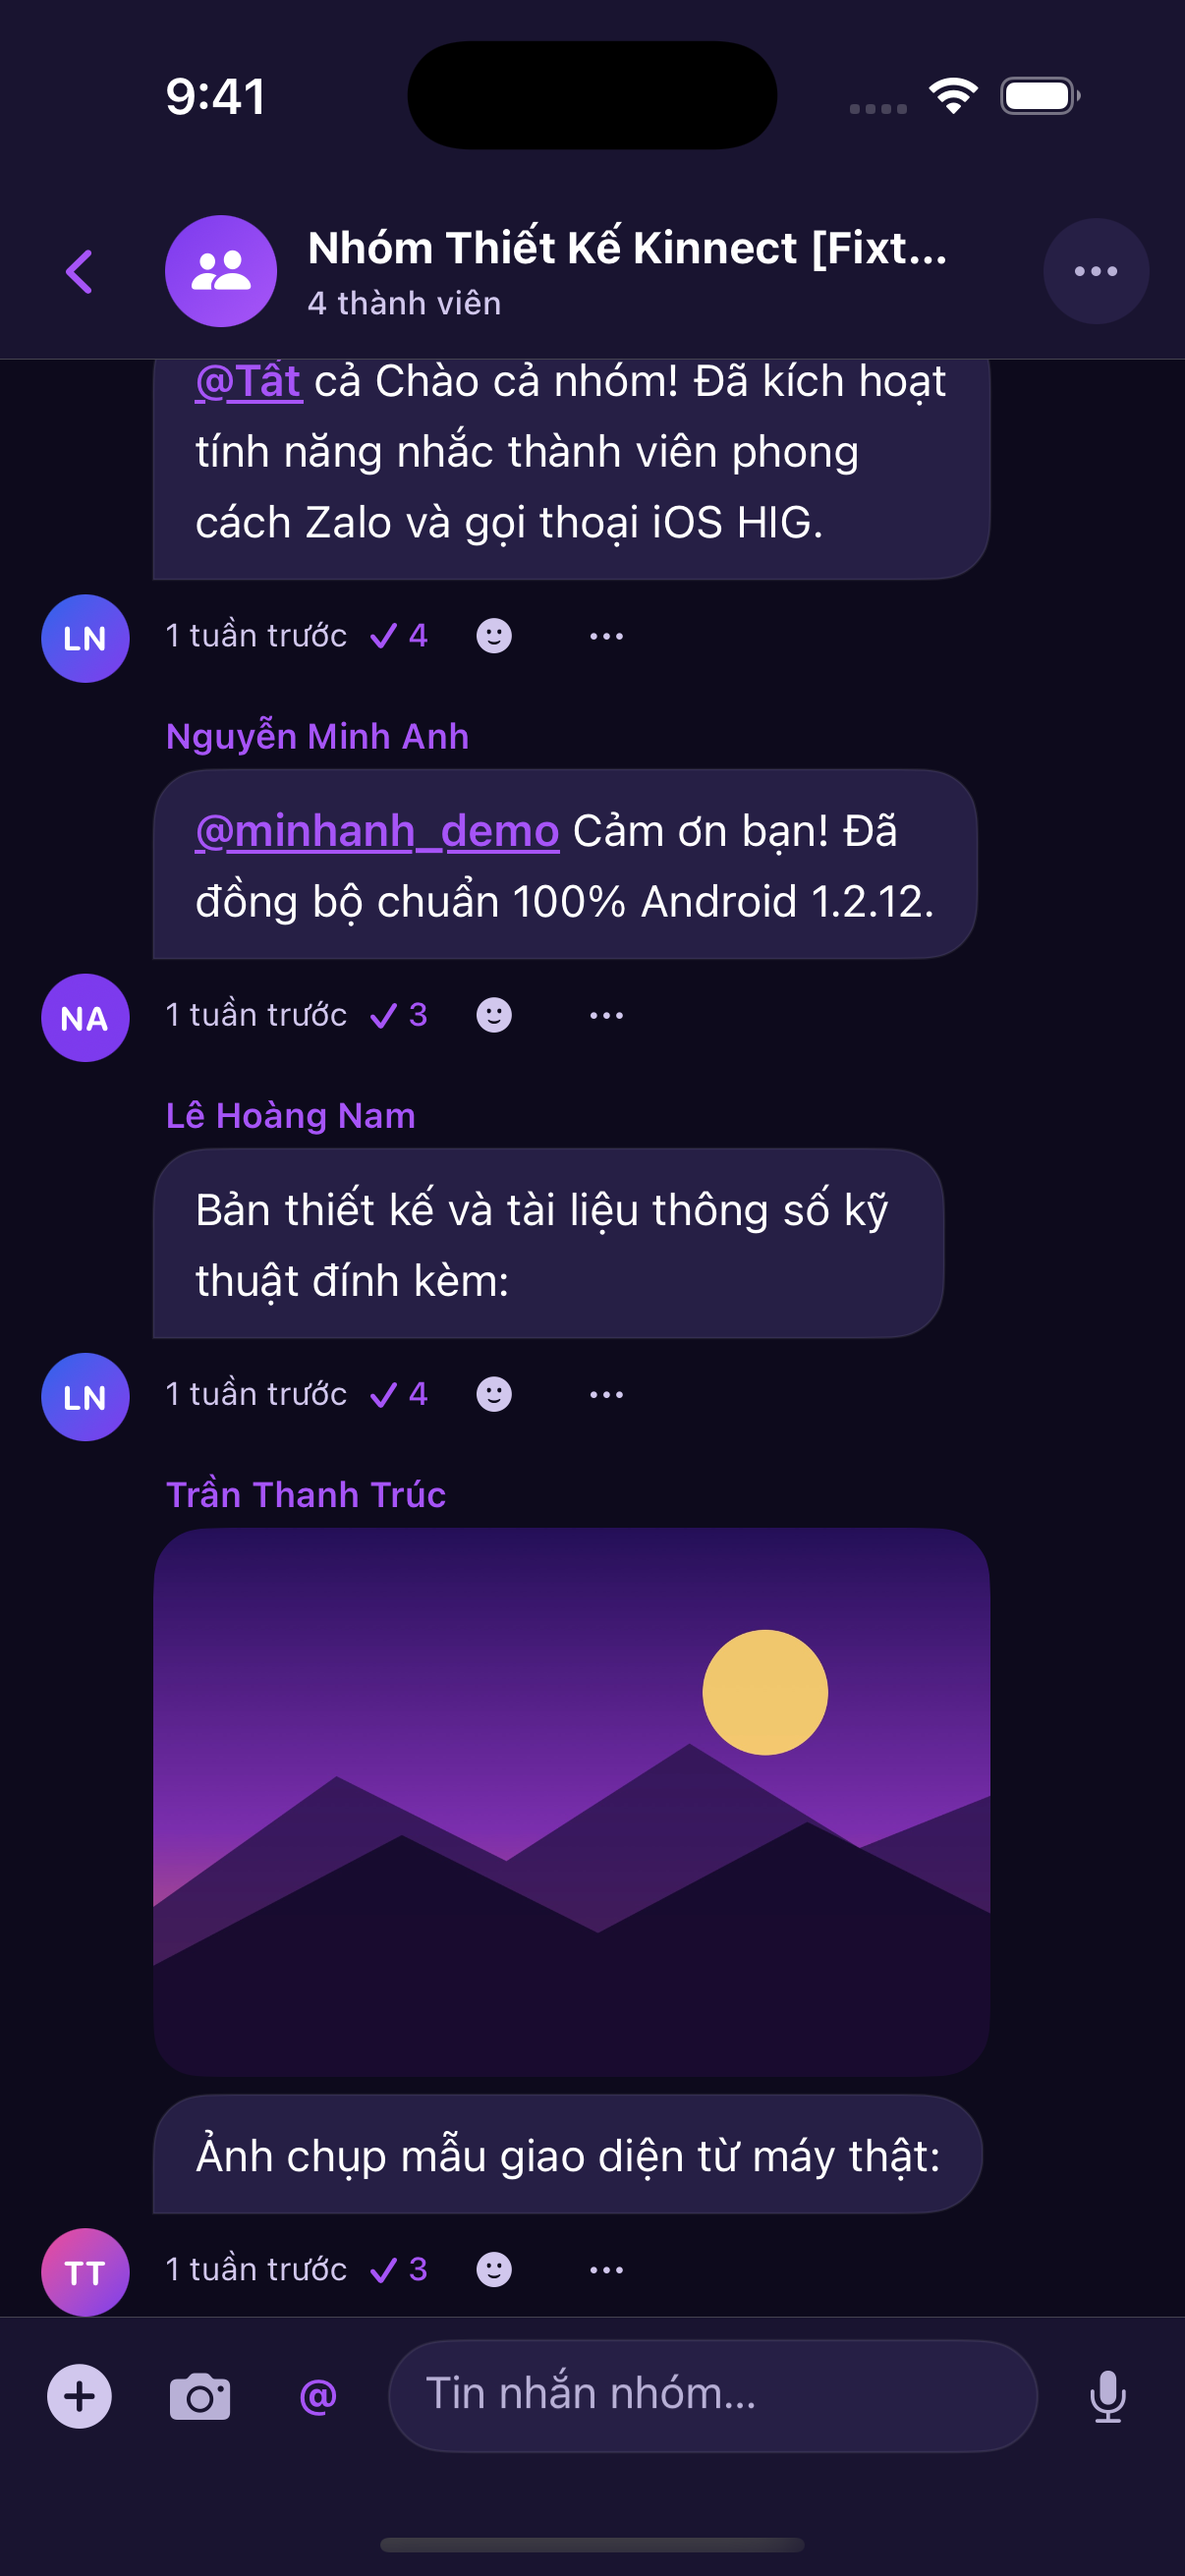 9:41
Nhóm Thiết Kế Kinnect [Fixt...
4 thành viên
@Tất cả Chào cả nhóm! Đã kích hoạt
tính năng nhắc thành viên phong
cách Zalo và gọi thoại iOS HIG.
LN
1 tuần trước ✓ 4
Nguyễn Minh Anh
@minhanh_demo Cảm ơn bạn! Đã
đồng bộ chuẩn 100% Android 1.2.12.
NA
1 tuần trước ✓ 3
Lê Hoàng Nam
Bản thiết kế và tài liệu thông số kỹ
thuật đính kèm:
LN
1 tuần trước ✓ 4
Trần Thanh Trúc
Ảnh chụp mẫu giao diện từ máy thật:
TT
1 tuần trước ✓ 3
@ Tin nhắn nhóm...